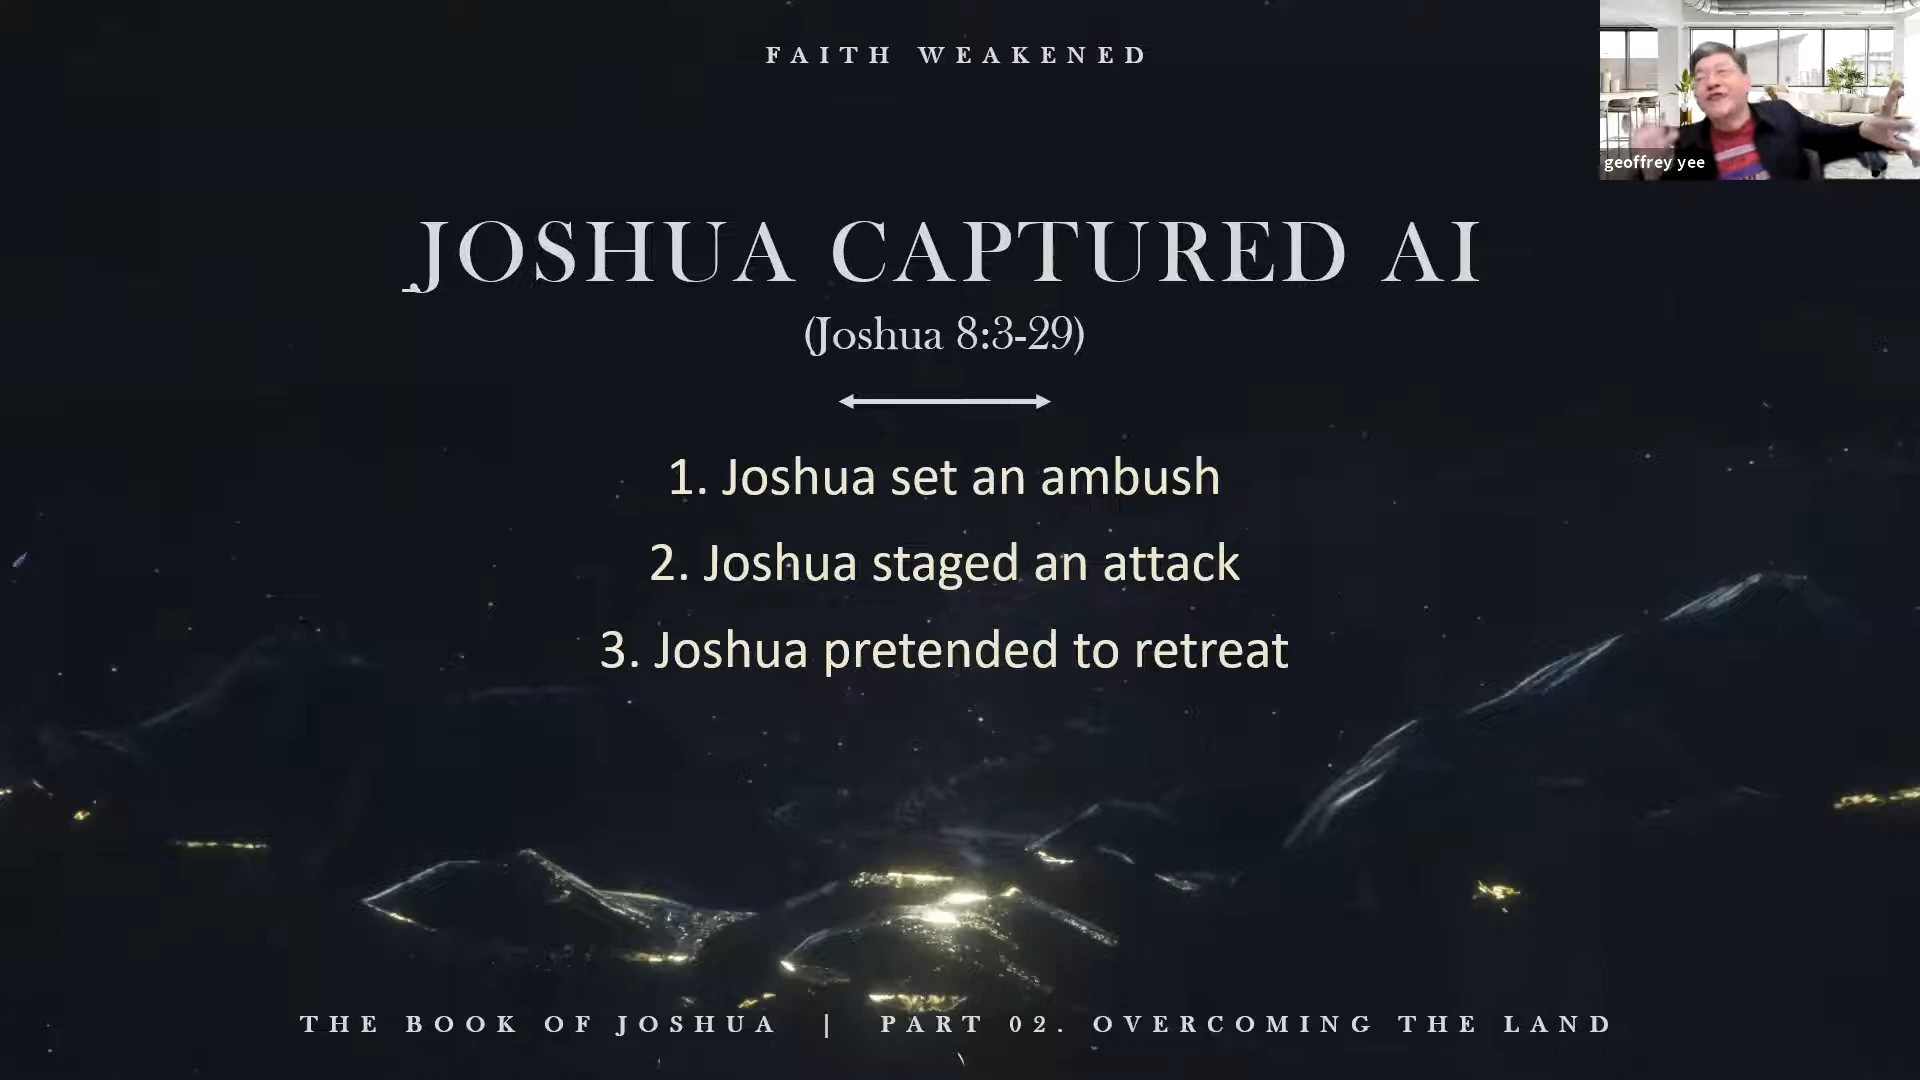 FAITH WEAKENED
geoffrey yee
JOSHUA CAPTURED AI
(Joshua 8:3-29)
1. Joshua set an ambush
2. Joshua staged an attack
3. Joshua pretended to retreat
THE BOOK OF JOSHUA | PART 02. OVERCOMING THE LAND